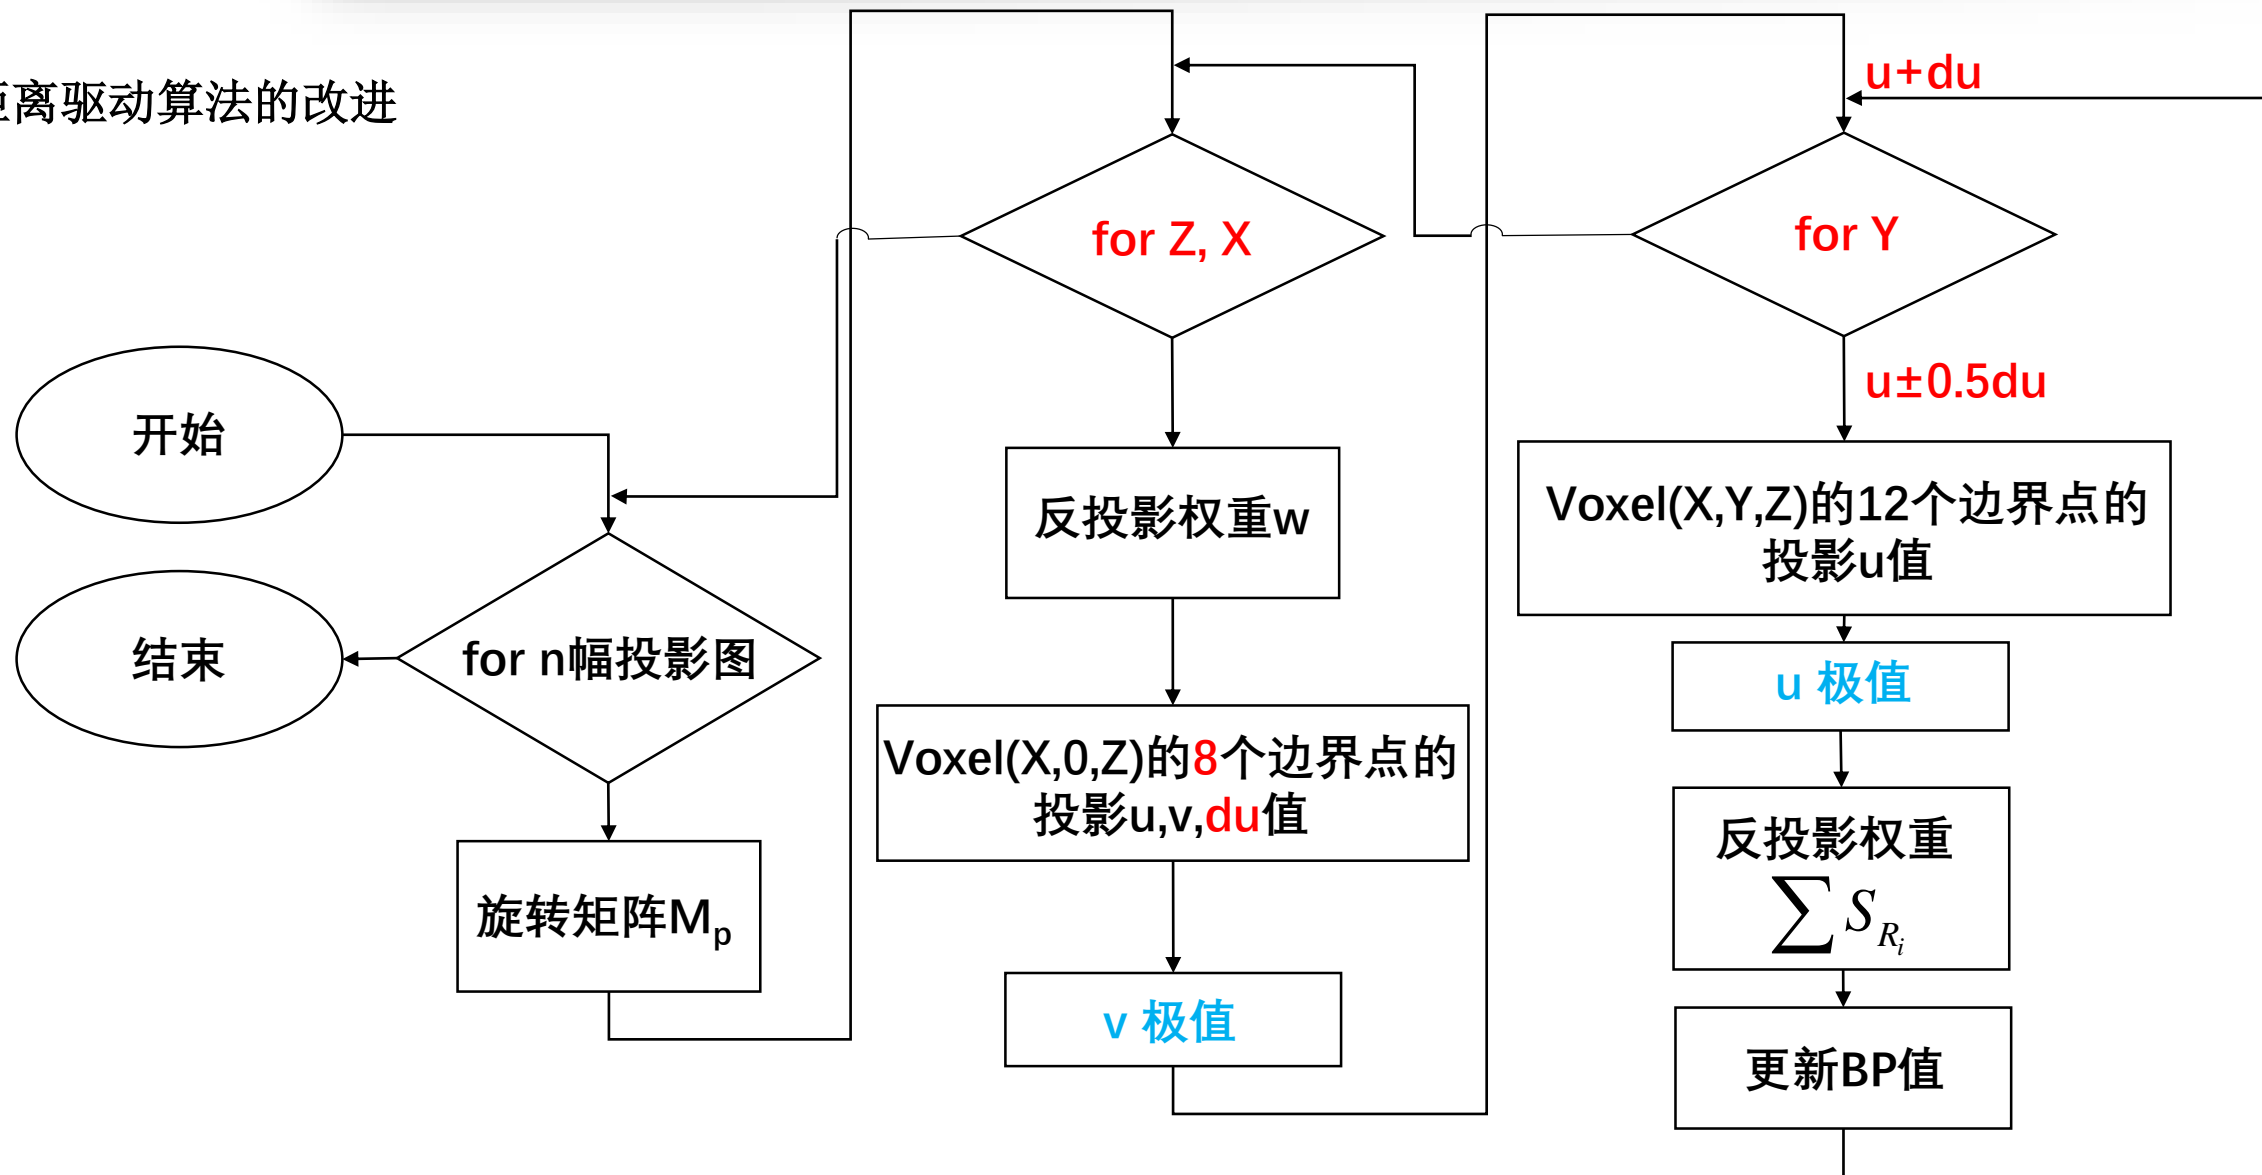 距离驱动算法的改进
开始
结束
for n幅投影图
旋转矩阵Mp
for Z, X
反投影权重w
Voxel(X,0,Z)的8个边界点的
投影u,v,du值
v 极值
u+du
for Y
u±0.5du
Voxel(X,Y,Z)的12个边界点的
投影u值
u 极值
反投影权重
∑S_{R_i}
更新BP值